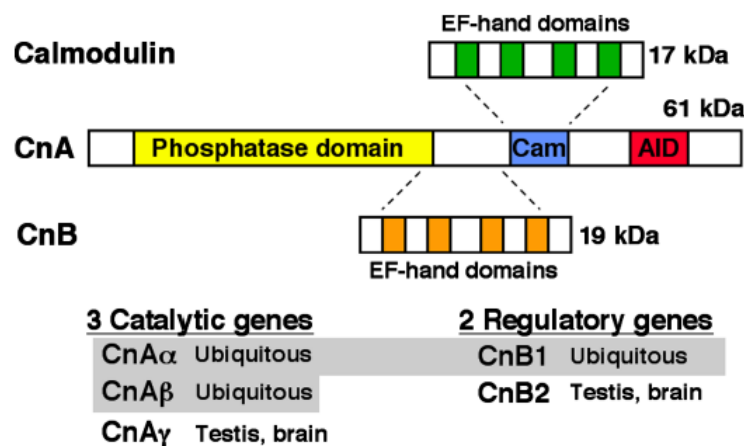 EF-hand domains
Calmodulin 17 kDa
61 kDa
CnA Phosphatase domain Cam AID
CnB 19 kDa
EF-hand domains
3 Catalytic genes 2 Regulatory genes
CnAα Ubiquitous CnB1 Ubiquitous
CnAβ Ubiquitous CnB2 Testis, brain
CnAγ Testis, brain